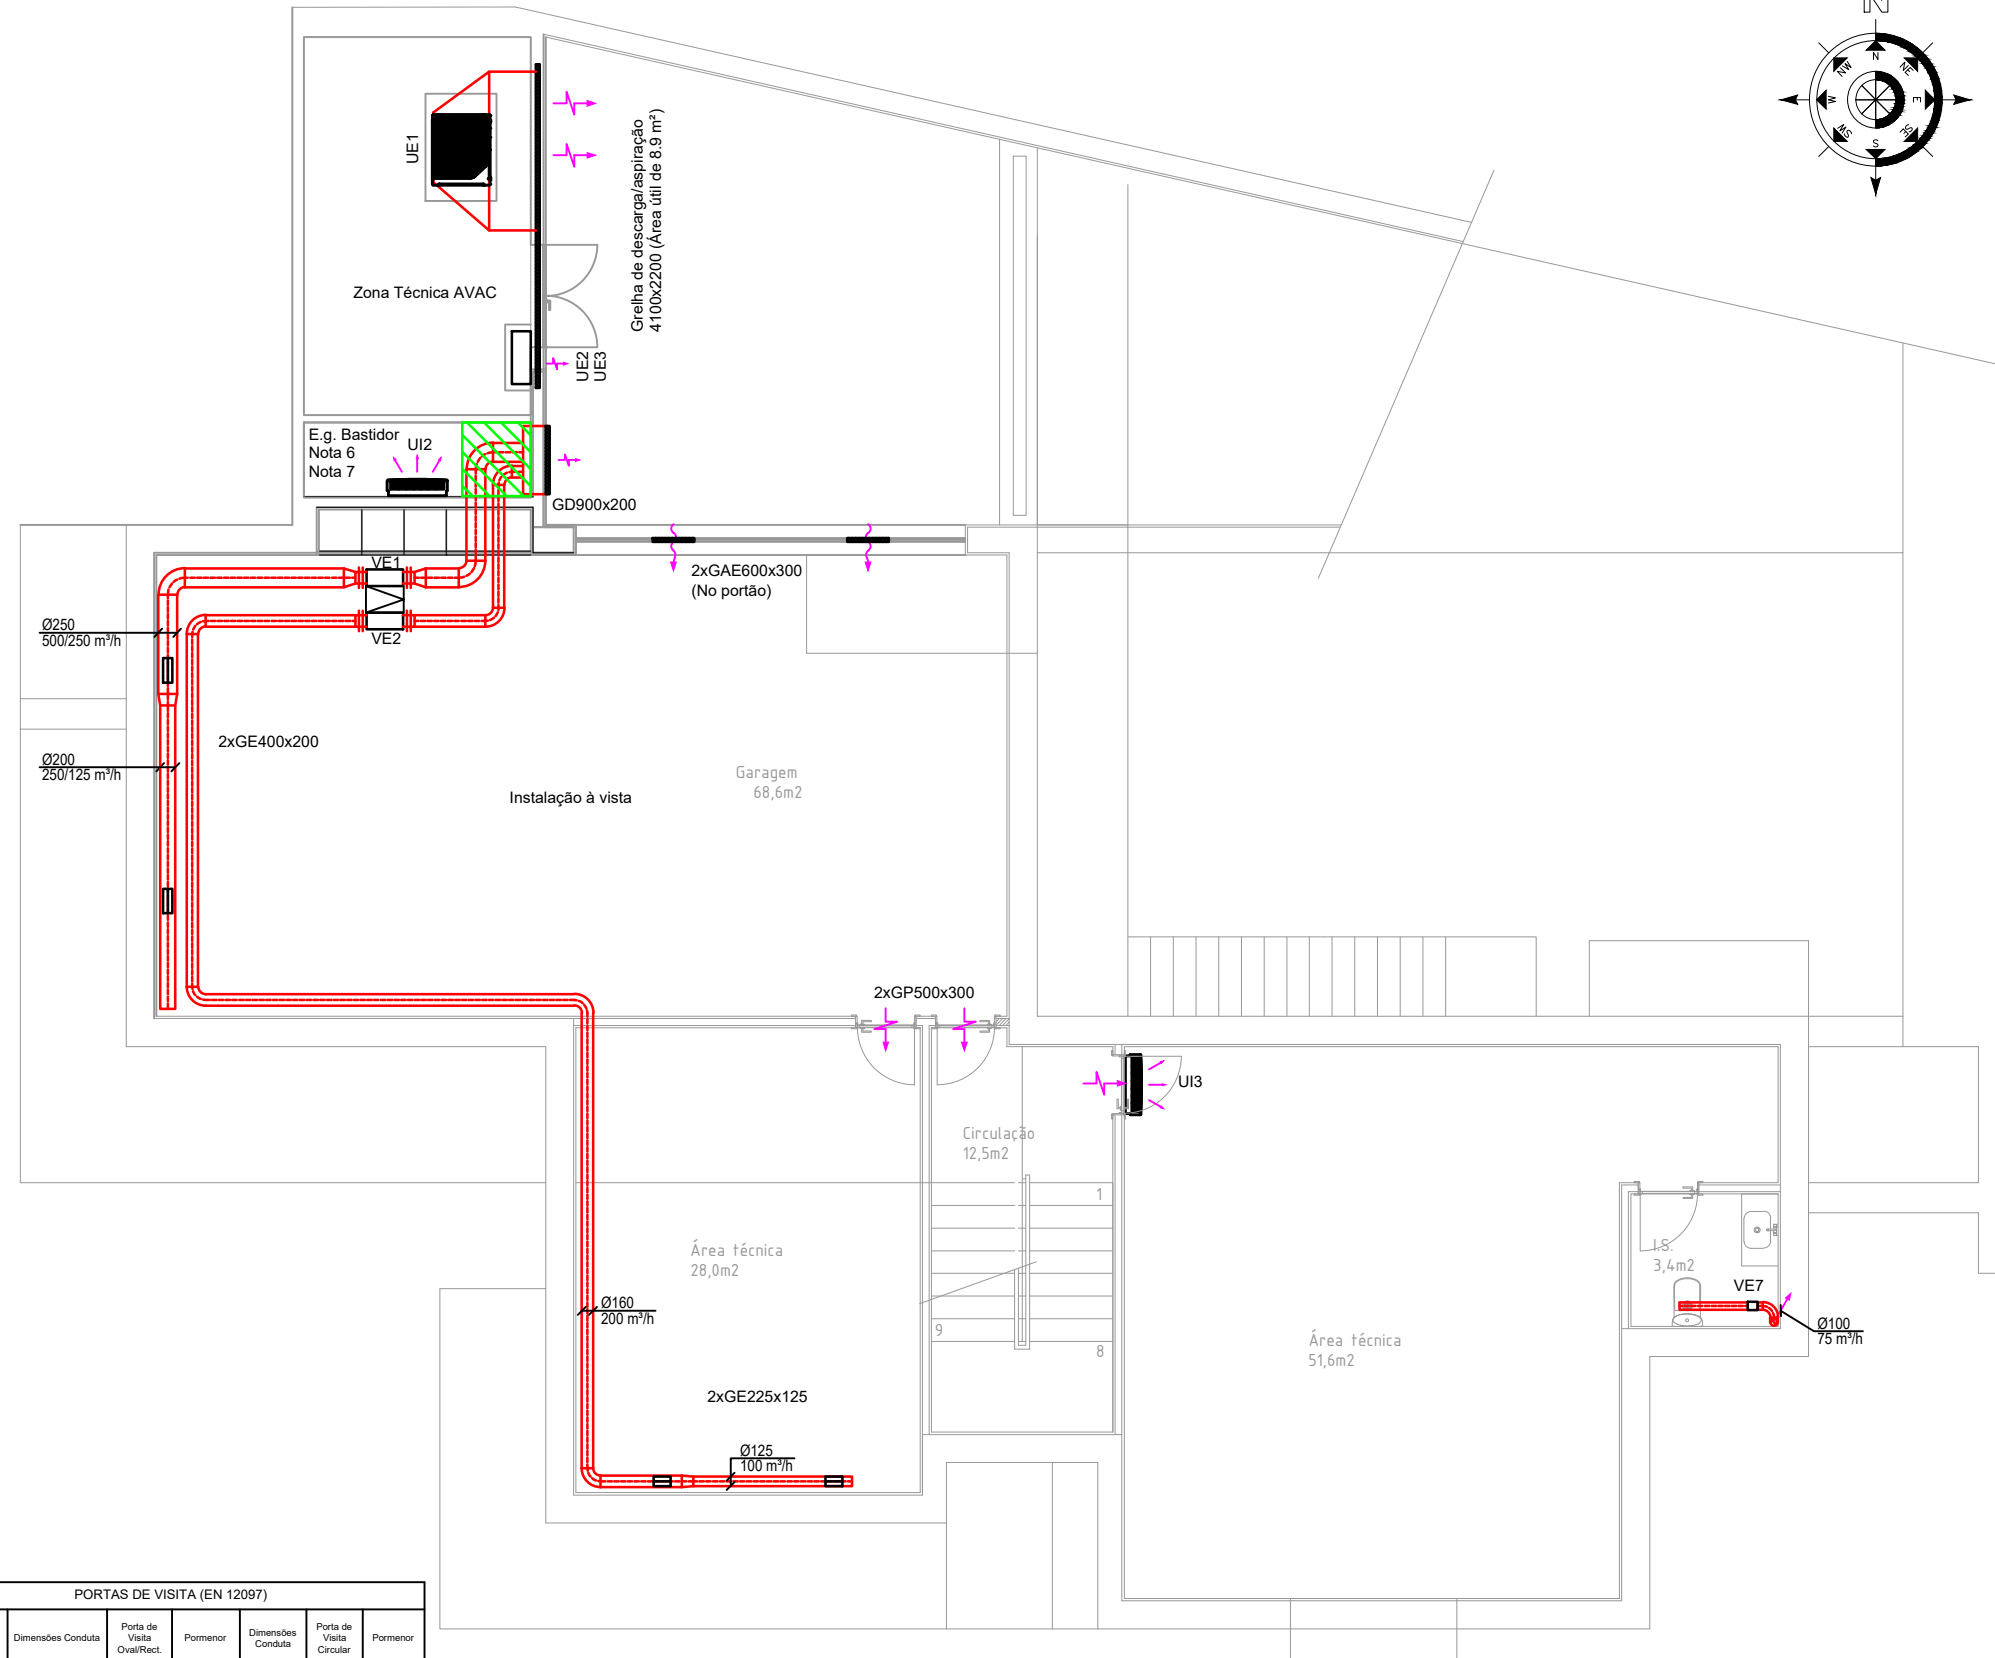 N
N
NE
E
SE
S
SW
W
NW
UE1
Grelha de descarga/aspiração
4100x2200 (Área útil de 8.9 m²)
Zona Técnica AVAC
UE2
UE3
E.g. Bastidor
Nota 6
Nota 7
UI2
GD900x200
VE1
VE2
2xGAE600x300
(No portão)
Ø250
500/250 m³/h
2xGE400x200
Ø200
250/125 m³/h
Garagem
68,6m2
Instalação à vista
2xGP500x300
UI3
Circulação
12,5m2
1
9
8
Área técnica
28,0m2
Ø160
200 m³/h
I.S.
3,4m2
VE7
Ø100
75 m³/h
Área técnica
51,6m2
2xGE225x125
Ø125
100 m³/h
PORTAS DE VISITA (EN 12097)
Dimensões Conduta
Porta de
Visita
Oval/Rect.
Pormenor
Dimensões
Conduta
Porta de
Visita
Circular
Pormenor